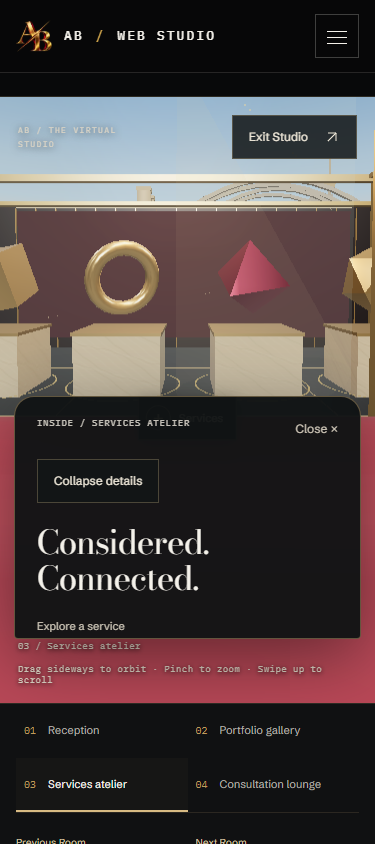 AB AB / WEB STUDIO
AB / THE VIRTUAL
STUDIO
Exit Studio
INSIDE / SERVICES ATELIER
Close ×
Collapse details
Considered.
Connected.
Explore a service
03 / Services atelier
Drag sideways to orbit · Pinch to zoom · Swipe up to
scroll
01 Reception
02 Portfolio gallery
03 Services atelier
04 Consultation lounge
Previous Room
Next Room